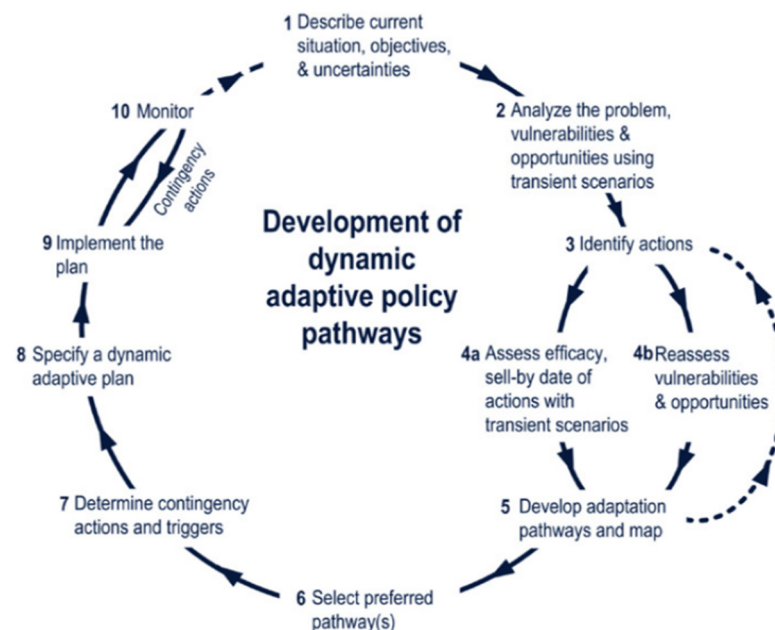 1 Describe current
situation, objectives,
& uncertainties
2 Analyze the problem,
vulnerabilities &
opportunities using
transient scenarios
3 Identify actions
4a Assess efficacy,
sell-by date of
actions with
transient scenarios
4b Reassess
vulnerabilities
& opportunities
5 Develop adaptation
pathways and map
6 Select preferred
pathway(s)
7 Determine contingency
actions and triggers
8 Specify a dynamic
adaptive plan
9 Implement the
plan
10 Monitor
Contingency
actions
Development of
dynamic
adaptive policy
pathways